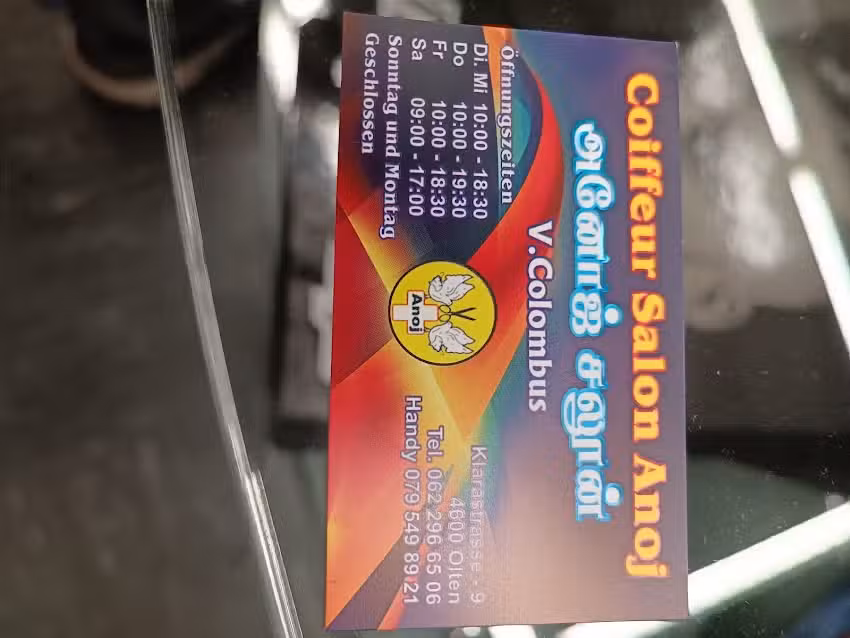 Coiffeur Salon Anoj
அனோஜ் சலூன்
V.Colombus
Öffnungszeiten
Di. Mi 10:00 - 18:30
Do 10:00 - 19:30
Fr 10:00 - 18:30
Sa 09:00 - 17:00
Sonntag und Montag
Geschlossen
Anoj
Klarastrasse - 9
4600 Olten
Tel. 062 296 65 06
Handy 079 549 89 21